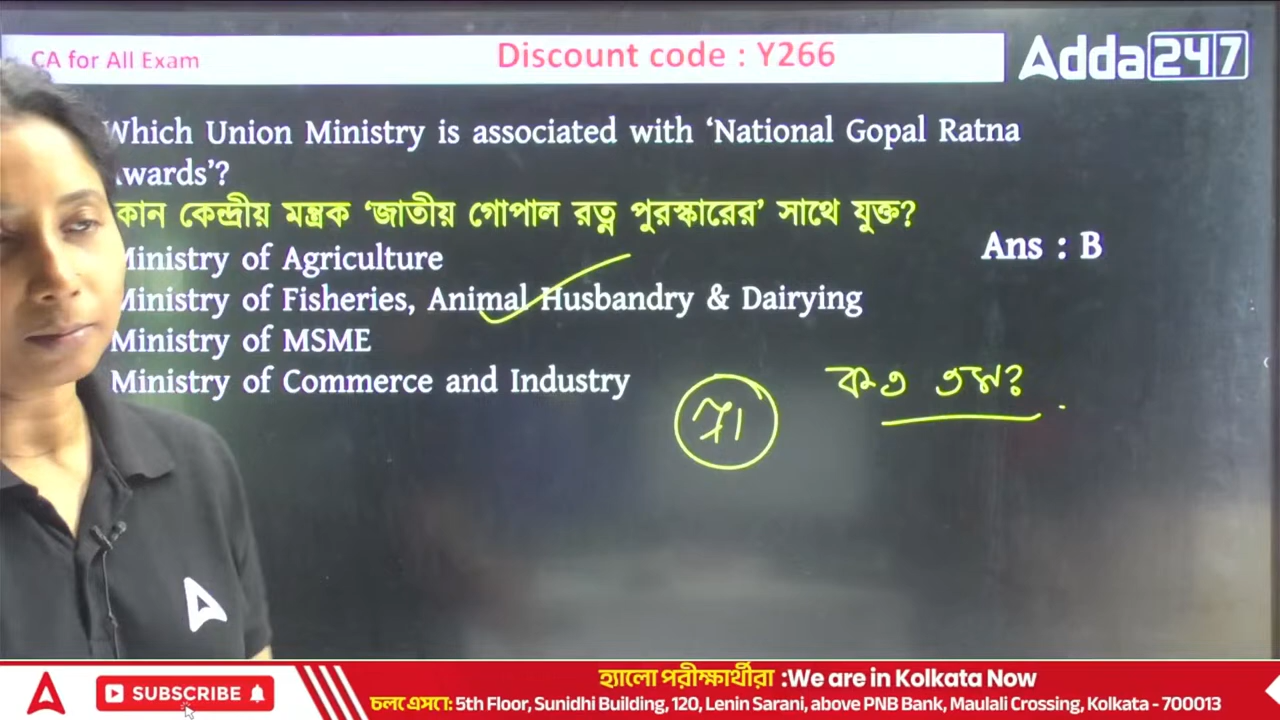 CA for All Exam
Discount code : Y266
Adda247
Which Union Ministry is associated with ‘National Gopal Ratna
Awards’?
কোন কেন্দ্রীয় মন্ত্রক ‘জাতীয় গোপাল রত্ন পুরস্কারের’ সাথে যুক্ত?
Ministry of Agriculture
Ans : B
Ministry of Fisheries, Animal Husbandry & Dairying
Ministry of MSME
Ministry of Commerce and Industry
কত তম?
SUBSCRIBE
হ্যালো পরীক্ষার্থীরা :We are in Kolkata Now
চলে এসো: 5th Floor, Sunidhi Building, 120, Lenin Sarani, above PNB Bank, Maulali Crossing, Kolkata - 700013